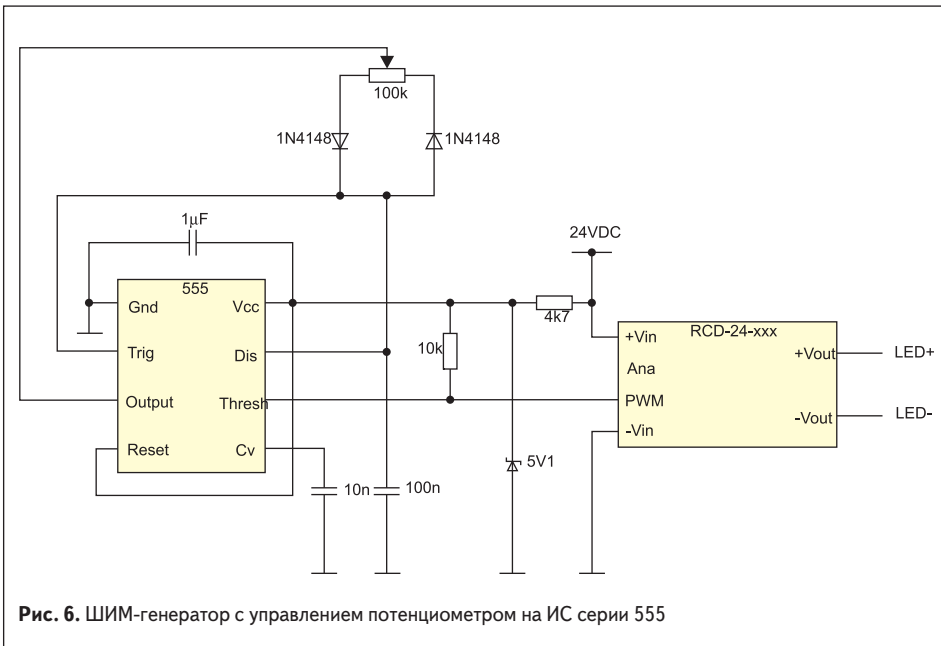 100k
1N4148
1N4148
1µF
24VDC
555
Gnd
Vcc
4k7
RCD-24-xxx
+Vin
+Vout
LED+
Trig
Dis
10k
Ana
Output
Thresh
PWM
-Vout
LED-
-Vin
Reset
Cv
5V1
10n
100n
Рис. 6. ШИМ-генератор с управлением потенциометром на ИС серии 555